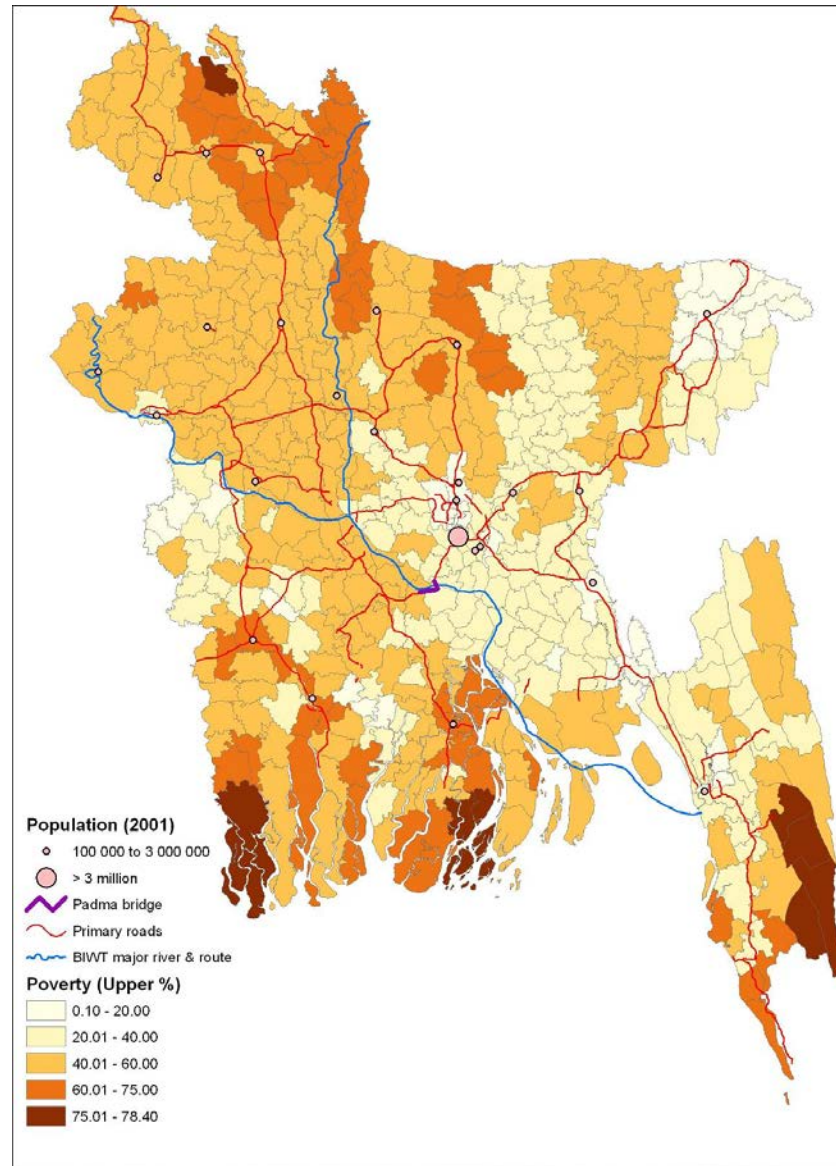 Population (2001)
100 000 to 3 000 000
> 3 million
Padma bridge
Primary roads
BIWT major river & route
Poverty (Upper %)
0.10 - 20.00
20.01 - 40.00
40.01 - 60.00
60.01 - 75.00
75.01 - 78.40